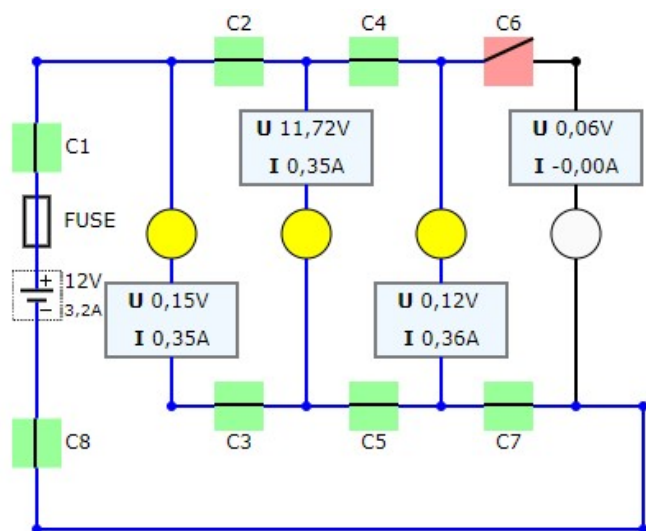 C2
C4
C6
C1
U 11,72V
I 0,35A
U 0,06V
I -0,00A
FUSE
+
12V
3,2A
−
U 0,15V
I 0,35A
U 0,12V
I 0,36A
C8
C3
C5
C7